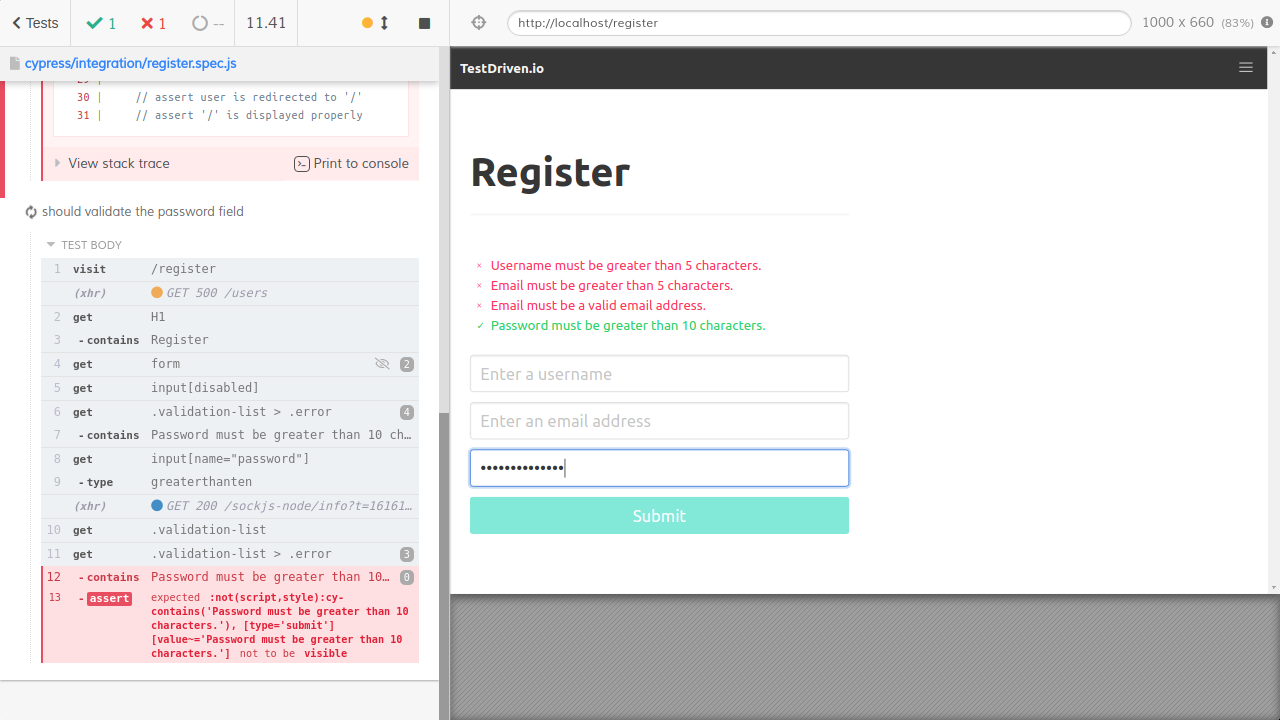 Tests 1 1 -- 11.41
cypress/integration/register.spec.js
30 | // assert user is redirected to '/'
31 | // assert '/' is displayed properly
View stack trace Print to console
should validate the password field
TEST BODY
1 visit /register
(xhr) GET 500 /users
2 get H1
3 - contains Register
4 get form 2
5 get input[disabled]
6 get .validation-list > .error 4
7 - contains Password must be greater than 10 ch…
8 get input[name="password"]
9 - type greaterthanten
(xhr) GET 200 /sockjs-node/info?t=16161…
10 get .validation-list
11 get .validation-list > .error 3
12 - contains Password must be greater than 10… 0
13 - assert expected :not(script,style):cy-
contains('Password must be greater than 10
characters.'), [type='submit']
[value~='Password must be greater than 10
characters.'] not to be visible
http://localhost/register 1000 x 660 (83%)
TestDriven.io
Register
Username must be greater than 5 characters.
Email must be greater than 5 characters.
Email must be a valid email address.
Password must be greater than 10 characters.
Enter a username
Enter an email address
Submit